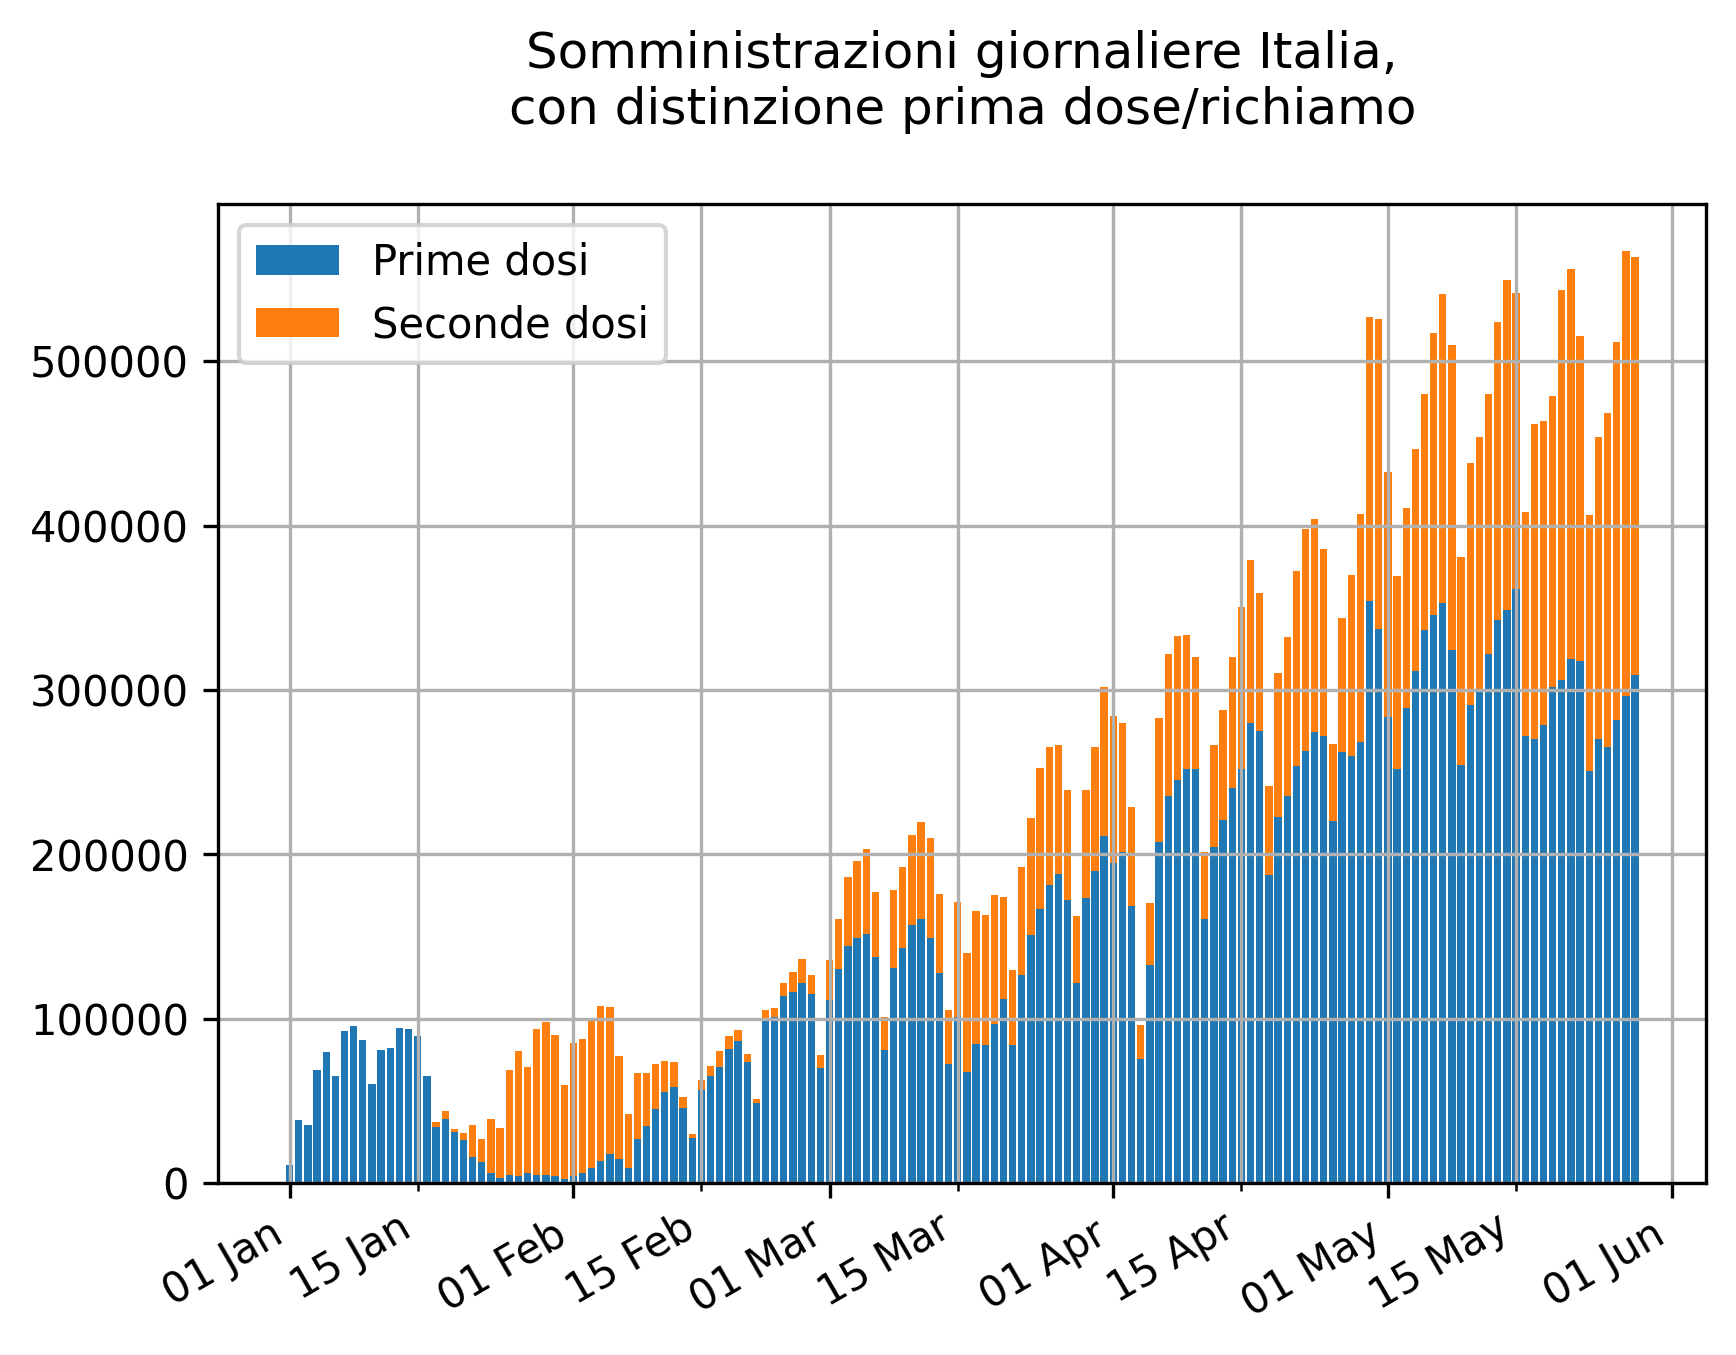 Somministrazioni giornaliere Italia,
con distinzione prima dose/richiamo
Prime dosi
Seconde dosi
500000
400000
300000
200000
100000
0
01 Jan
15 Jan
01 Feb
15 Feb
01 Mar
15 Mar
01 Apr
15 Apr
01 May
15 May
01 Jun